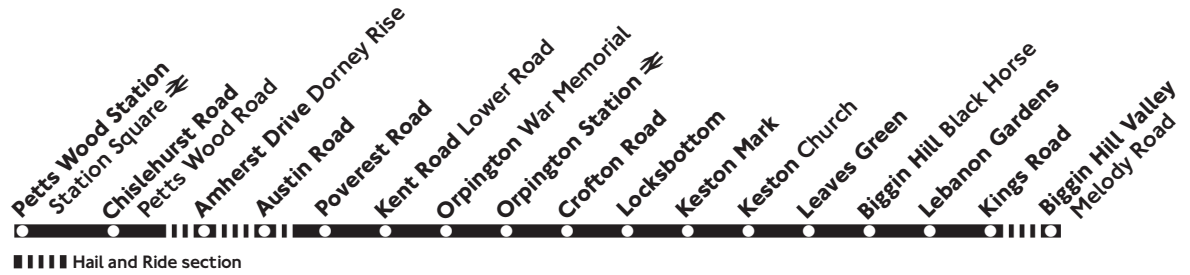 Petts Wood Station
Station Square
Chislehurst Road
Petts Wood Road
Amherst Drive Dorney Rise
Austin Road
Poverest Road
Kent Road Lower Road
Orpington War Memorial
Orpington Station
Crofton Road
Locksbottom
Keston Mark
Keston Church
Leaves Green
Biggin Hill Black Horse
Lebanon Gardens
Kings Road
Biggin Hill Valley
Melody Road
Hail and Ride section